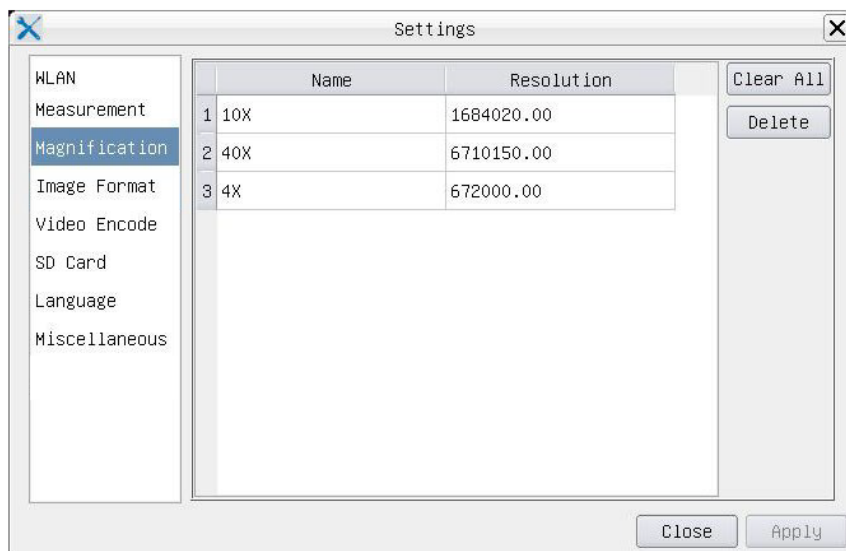 Settings
WLAN
Measurement
Magnification
Image Format
Video Encode
SD Card
Language
Miscellaneous
Name Resolution
1 10X 1684020.00
2 40X 6710150.00
3 4X 672000.00
Clear All
Delete
Close Apply